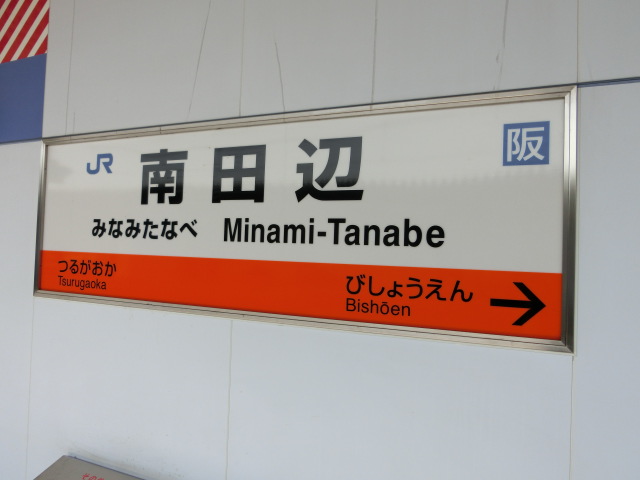 JR 南田辺 阪
みなみたなべ Minami-Tanabe
つるがおか
Tsurugaoka
びしょうえん
Bishōen